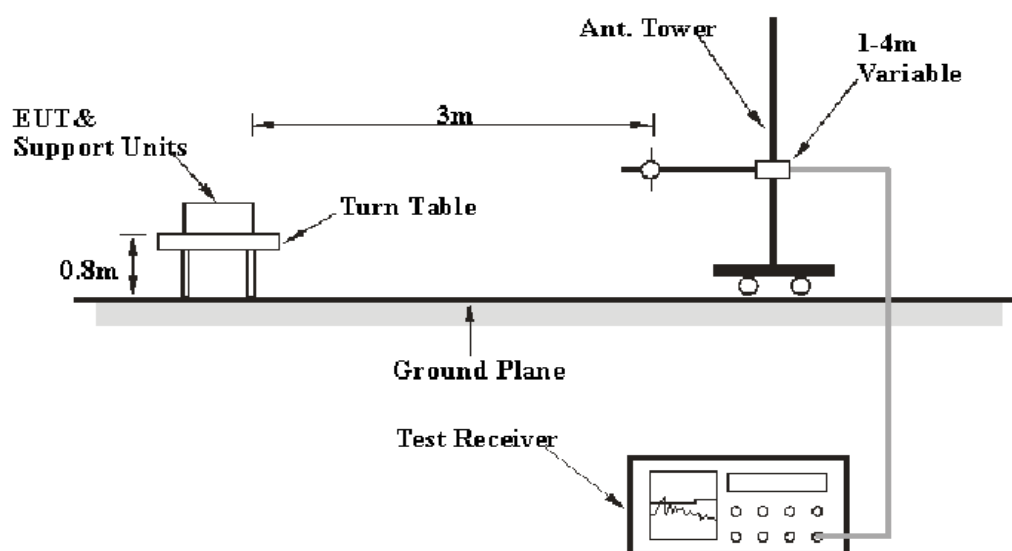 Ant. Tower
1-4m
Variable
3m
EUT&
Support Units
Turn Table
0.8m
Ground Plane
Test Receiver